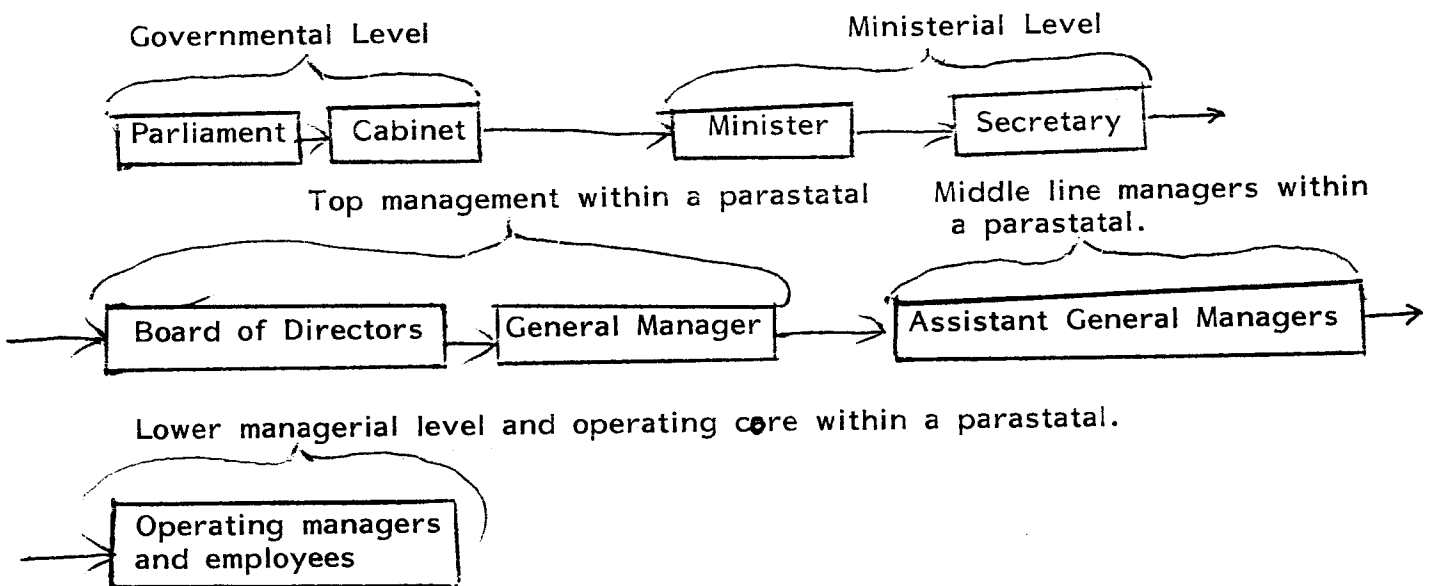 Governmental Level
Ministerial Level
Parliament
Cabinet
Minister
Secretary
Top management within a parastatal
Middle line managers within
a parastatal.
Board of Directors
General Manager
Assistant General Managers
Lower managerial level and operating core within a parastatal.
Operating managers
and employees